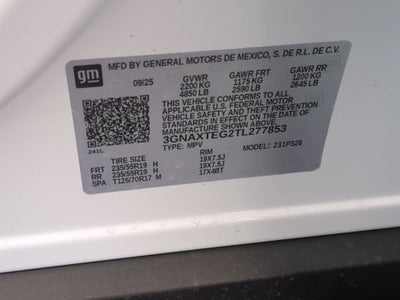 gm
MFD BY GENERAL MOTORS DE MEXICO, S. DE R.L. DE C.V.
09/25 GVWR GAWR FRT GAWR RR
2200 KG 1175 KG 1200 KG
4850 LB 2590 LB 2645 LB
THIS VEHICLE CONFORMS TO ALL
APPLICABLE U.S. FEDERAL MOTOR
VEHICLE SAFETY AND THEFT PREVENTION
STANDARDS IN EFFECT ON THE DATE OF
MANUFACTURE SHOWN ABOVE.
3GNAXTEG2TL277853
TYPE: MPV MODEL: 231PS26
241L
TIRE SIZE RIM
FRT 235/55R19 H 19X7.5J
RR 235/55R19 H 19X7.5J
SPA T125/70R17 M 17X4BT